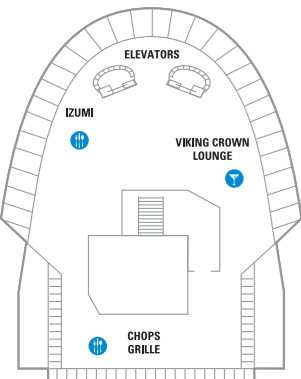 ELEVATORS
IZUMI
VIKING CROWN
LOUNGE
CHOPS
GRILLE